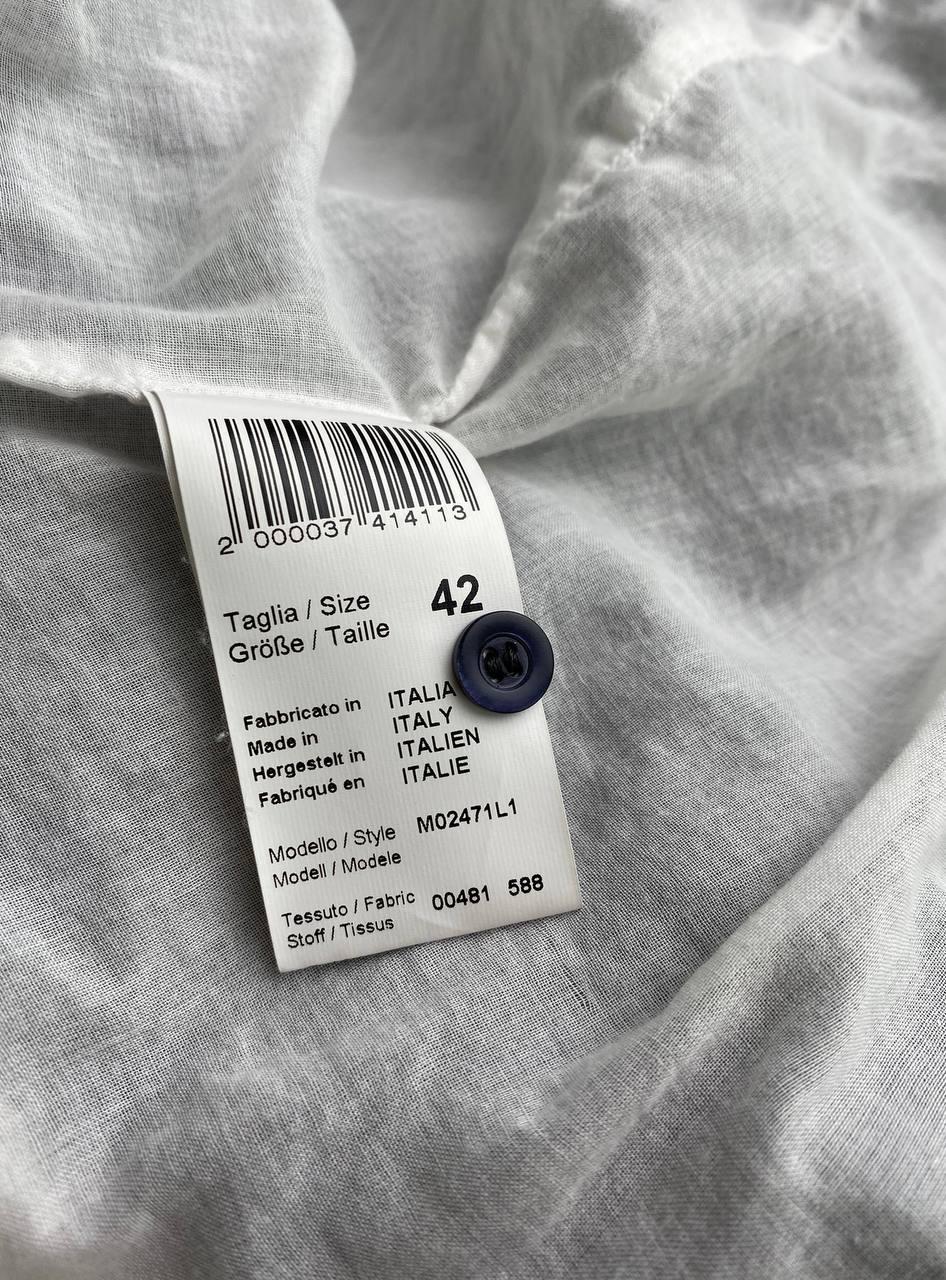 2 000037 414113
Taglia / Size 42
Größe / Taille
Fabbricato in ITALIA
Made in ITALY
Hergestelt in ITALIEN
Fabriqué en ITALIE
Modello / Style M02471L1
Modell / Modele
Tessuto / Fabric 00481 588
Stoff / Tissus